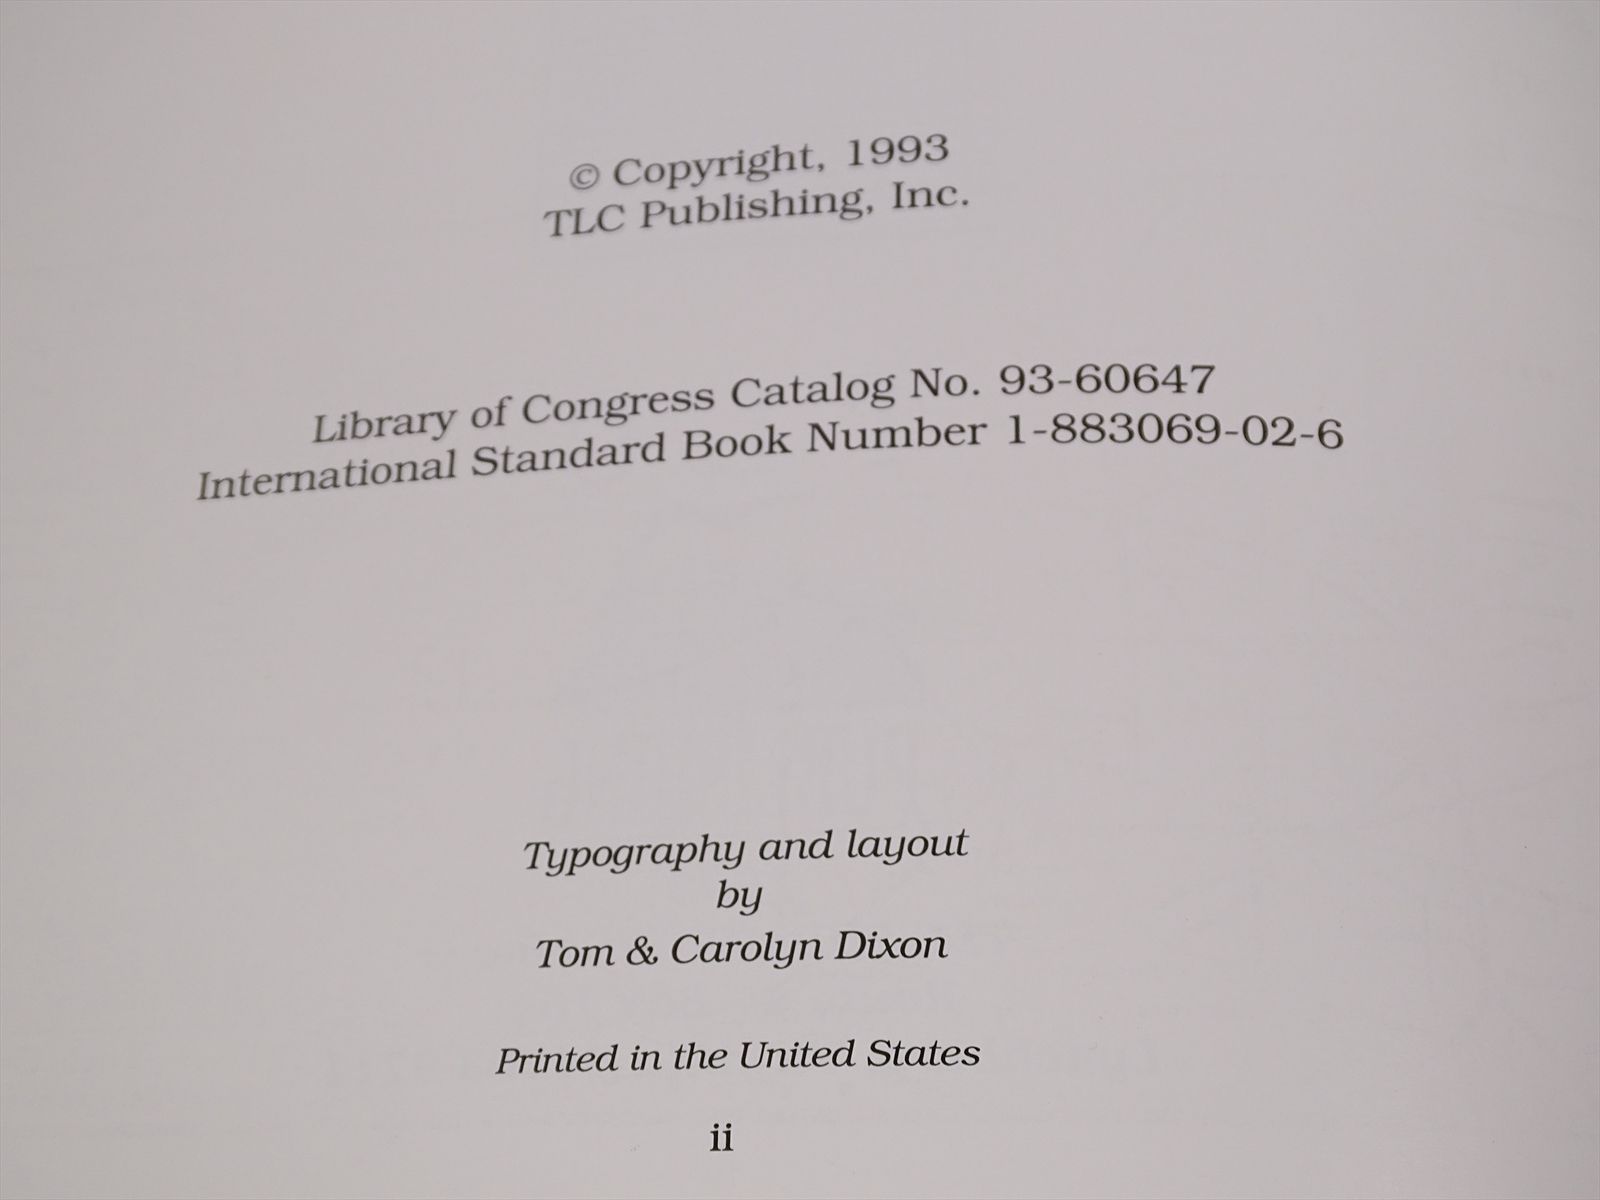 © Copyright, 1993
TLC Publishing, Inc.
Library of Congress Catalog No. 93-60647
International Standard Book Number 1-883069-02-6
Typography and layout
by
Tom & Carolyn Dixon
Printed in the United States
ii